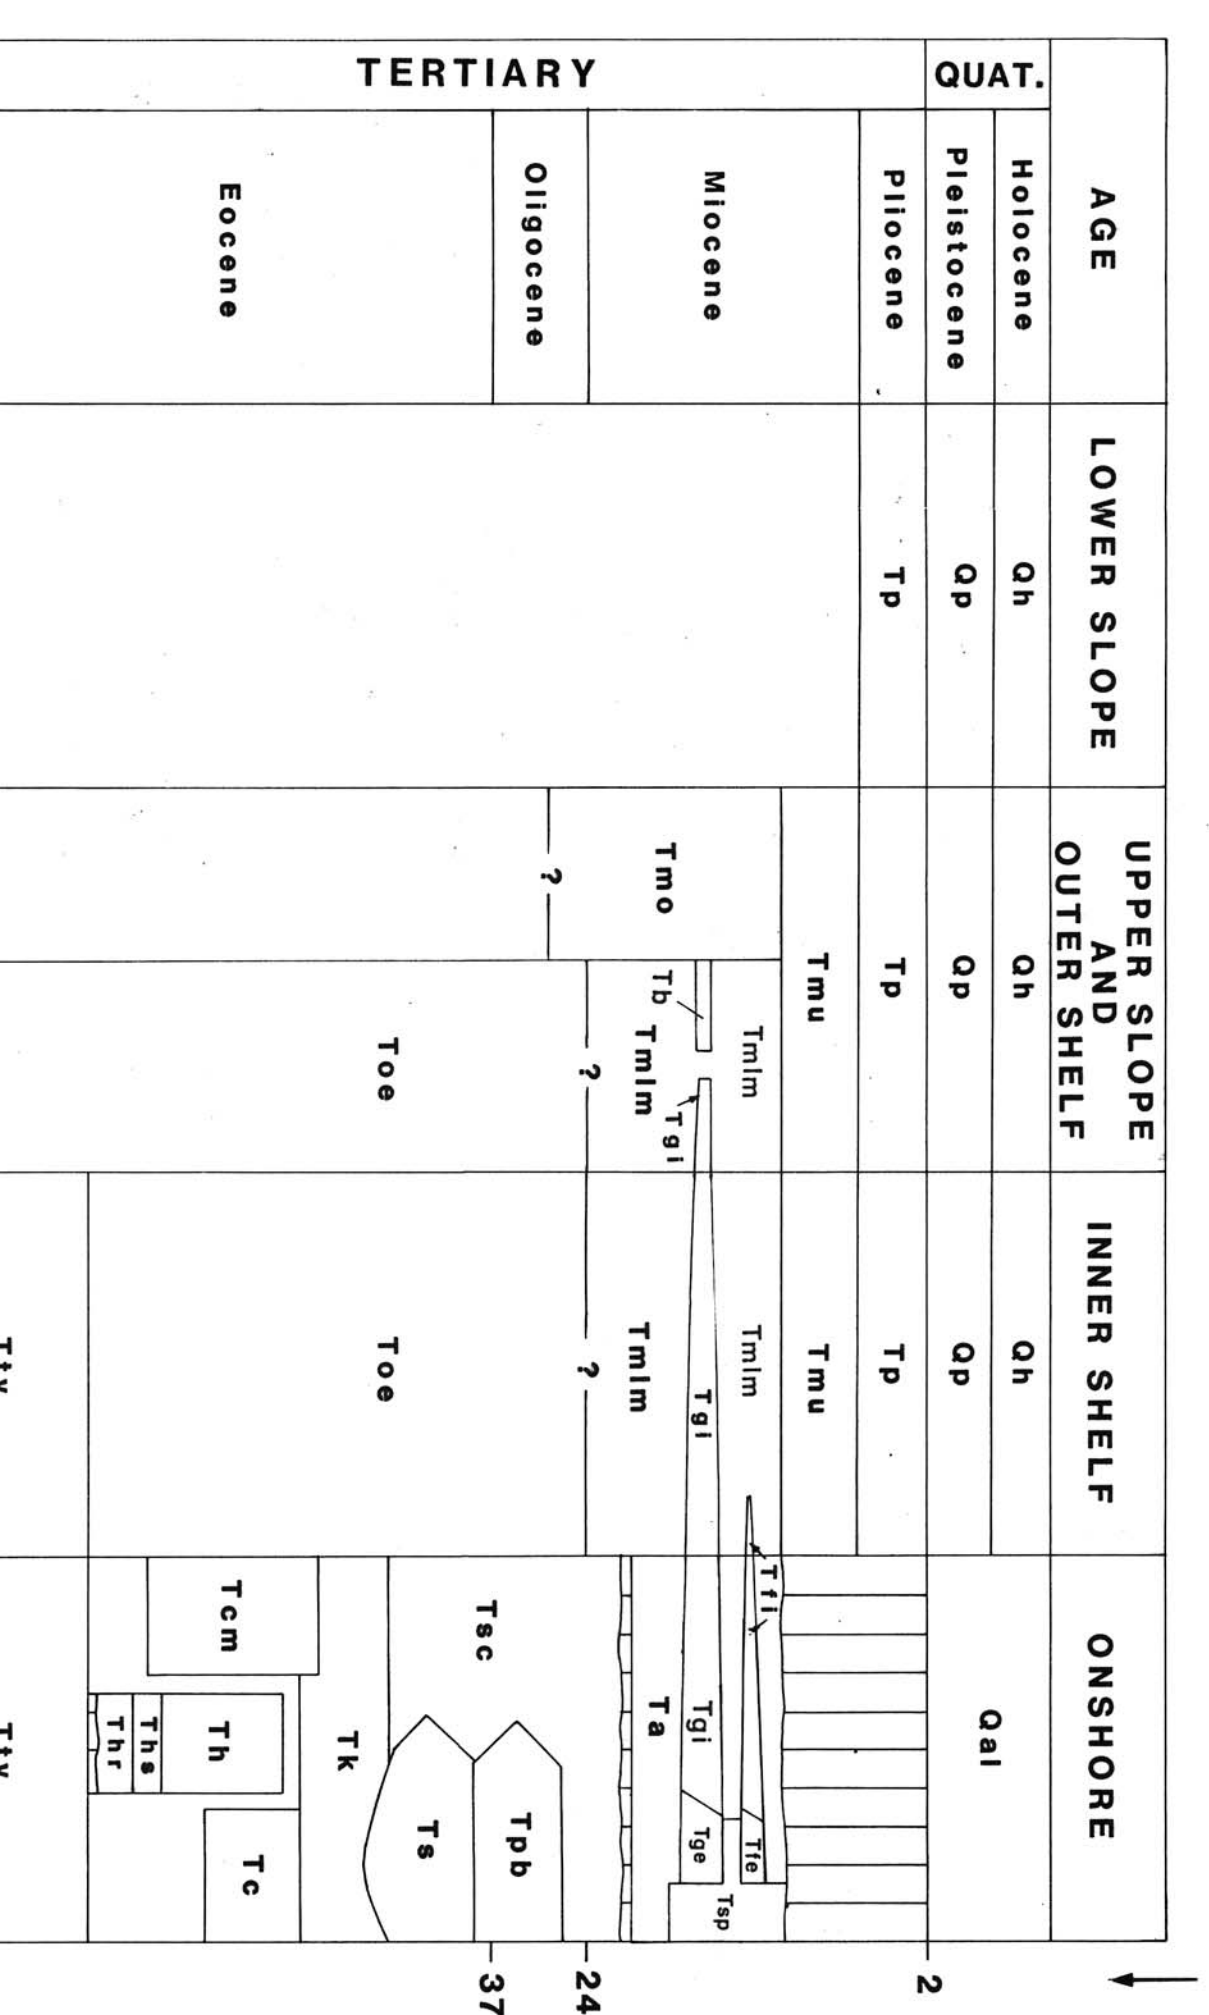 AGE
LOWER SLOPE
UPPER SLOPE
AND
OUTER SHELF
INNER SHELF
ONSHORE
QUAT.
Holocene
Qh
Qh
Qh
Qal
Pleistocene
Qp
Qp
Qp
2
TERTIARY
Pliocene
Tp
Tp
Tp
Miocene
Tmu
Tmu
Tmo
Tmlm
Tmlm
Tb
Tmlm
Tgi
Tgi
Tmlm
Tfi
Tfe
Tgi
Tge
Tsp
Ta
?
?
?
24
Oligocene
37
Eocene
Toe
Toe
Tsc
Tpb
Ts
Tk
Tcm
Th
Ths
Thr
Tc